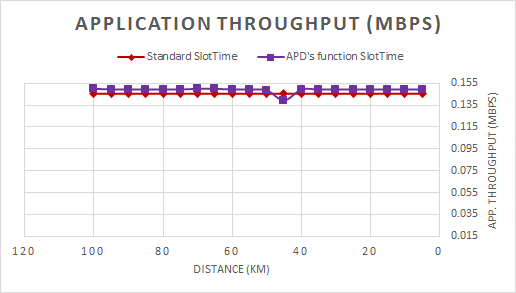 APPLICATION THROUGHPUT (MBPS)
Standard SlotTime APD's function SlotTime
0.155
0.135
0.115
0.095
0.075
0.055
0.035
0.015
APP. THROUGHPUT (MBPS)
120 100 80 60 40 20 0
DISTANCE (KM)